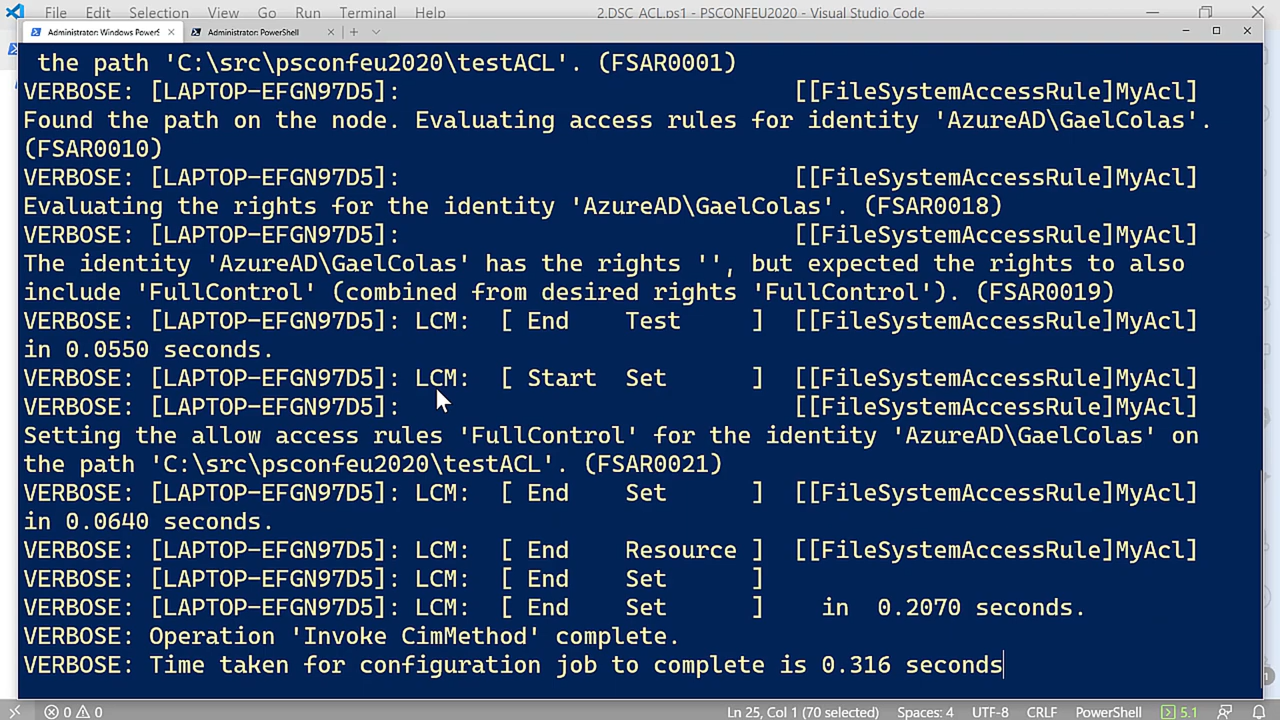 File Edit Selection View Go Run Terminal Help 2.DSC_ACL.ps1 - PSCONFEU2020 - Visual Studio Code
Administrator: Windows PowerS Administrator: PowerShell
the path 'C:\src\psconfeu2020\testACL'. (FSAR0001)
VERBOSE: [LAPTOP-EFGN97D5]: [[FileSystemAccessRule]MyAcl]
Found the path on the node. Evaluating access rules for identity 'AzureAD\GaelColas'.
(FSAR0010)
VERBOSE: [LAPTOP-EFGN97D5]: [[FileSystemAccessRule]MyAcl]
Evaluating the rights for the identity 'AzureAD\GaelColas'. (FSAR0018)
VERBOSE: [LAPTOP-EFGN97D5]: [[FileSystemAccessRule]MyAcl]
The identity 'AzureAD\GaelColas' has the rights '', but expected the rights to also
include 'FullControl' (combined from desired rights 'FullControl'). (FSAR0019)
VERBOSE: [LAPTOP-EFGN97D5]: LCM: [ End Test ] [[FileSystemAccessRule]MyAcl]
in 0.0550 seconds.
VERBOSE: [LAPTOP-EFGN97D5]: LCM: [ Start Set ] [[FileSystemAccessRule]MyAcl]
VERBOSE: [LAPTOP-EFGN97D5]: [[FileSystemAccessRule]MyAcl]
Setting the allow access rules 'FullControl' for the identity 'AzureAD\GaelColas' on
the path 'C:\src\psconfeu2020\testACL'. (FSAR0021)
VERBOSE: [LAPTOP-EFGN97D5]: LCM: [ End Set ] [[FileSystemAccessRule]MyAcl]
in 0.0640 seconds.
VERBOSE: [LAPTOP-EFGN97D5]: LCM: [ End Resource ] [[FileSystemAccessRule]MyAcl]
VERBOSE: [LAPTOP-EFGN97D5]: LCM: [ End Set ]
VERBOSE: [LAPTOP-EFGN97D5]: LCM: [ End Set ] in 0.2070 seconds.
VERBOSE: Operation 'Invoke CimMethod' complete.
VERBOSE: Time taken for configuration job to complete is 0.316 seconds
0 0 Ln 25, Col 1 (70 selected) Spaces: 4 UTF-8 CRLF PowerShell 5.1